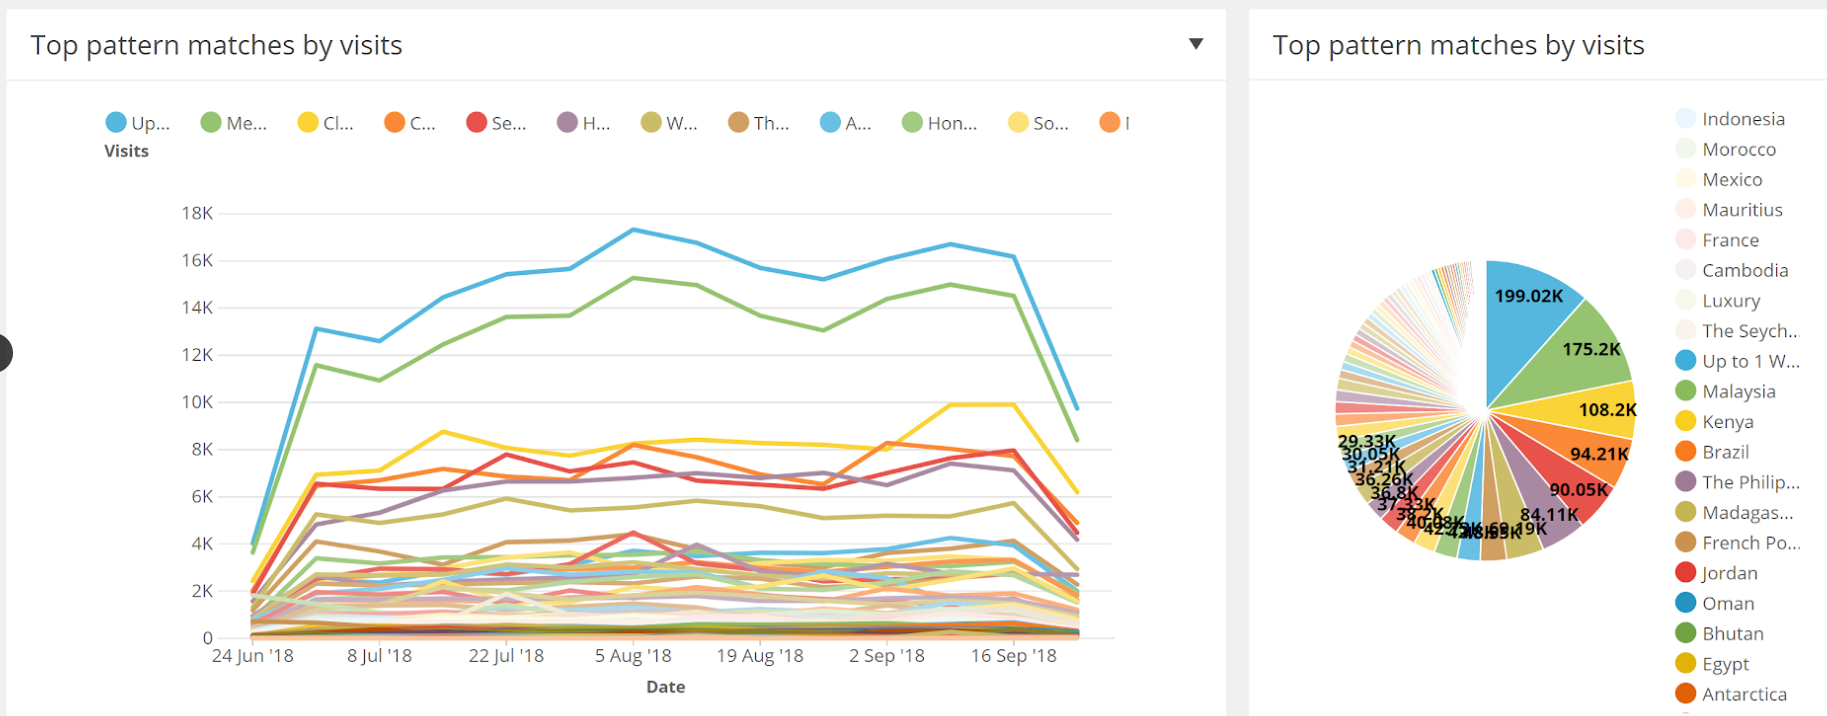 Top pattern matches by visits
Up... Me... Cl... C... Se... H... W... Th... A... Hon... So...
Visits
18K
16K
14K
12K
10K
8K
6K
4K
2K
0
24 Jun '18 8 Jul '18 22 Jul '18 5 Aug '18 19 Aug '18 2 Sep '18 16 Sep '18
Date
Top pattern matches by visits
199.02K
175.2K
108.2K
94.21K
90.05K
84.11K
29.33K
30.05K
31.21K
36.26K
36.8K
38.2K
Indonesia
Morocco
Mexico
Mauritius
France
Cambodia
Luxury
The Seych...
Up to 1 W...
Malaysia
Kenya
Brazil
The Philip...
Madagas...
French Po...
Jordan
Oman
Bhutan
Egypt
Antarctica